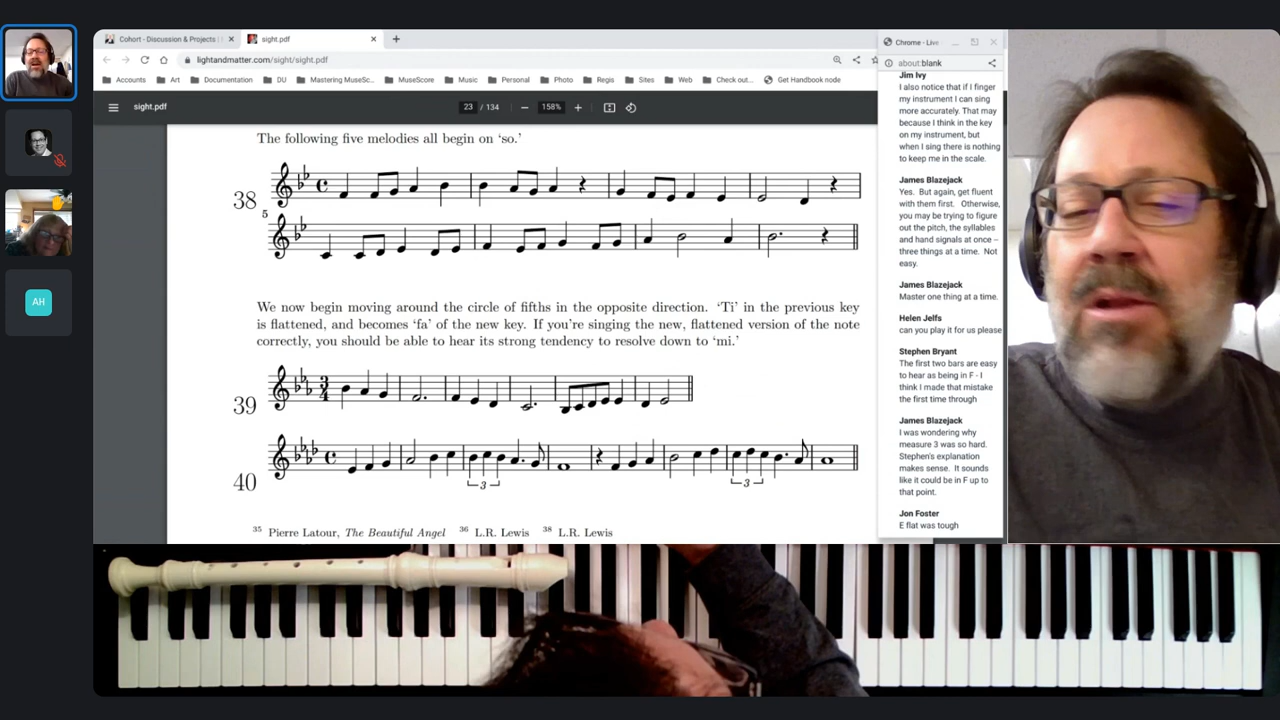 Cohort - Discussion & Projects |
sight.pdf
lightandmatter.com/sight/sight.pdf
Accounts
Art
Documentation
DU
Mastering MuseSc...
MuseScore
Music
Personal
Photo
Regis
Sites
Web
Check out...
Get Handbook node
sight.pdf
23 / 134
158%
The following five melodies all begin on ‘so.’
38
5
We now begin moving around the circle of fifths in the opposite direction. ‘Ti’ in the previous key
is flattened, and becomes ‘fa’ of the new key. If you’re singing the new, flattened version of the note
correctly, you should be able to hear its strong tendency to resolve down to ‘mi.’
39
3
4
40
3
3
35 Pierre Latour, The Beautiful Angel 36 L.R. Lewis 38 L.R. Lewis
Chrome - Live
about:blank
Jim Ivy
I also notice that if I finger
my instrument I can sing
more accurately. That may
because I think in the key
on my instrument, but
when I sing there is nothing
to keep me in the scale.
James Blazejack
Yes. But again, get fluent
with them first. Otherwise,
you may be trying to figure
out the pitch, the syllables
and hand signals at once –
three things at a time. Not
easy.
James Blazejack
Master one thing at a time.
Helen Jelfs
can you play it for us please
Stephen Bryant
The first two bars are easy
to hear as being in F - I
think I made that mistake
the first time through
James Blazejack
I was wondering why
measure 3 was so hard.
Stephen's explanation
makes sense. It sounds
like it could be in F up to
that point.
Jon Foster
E flat was tough
AH